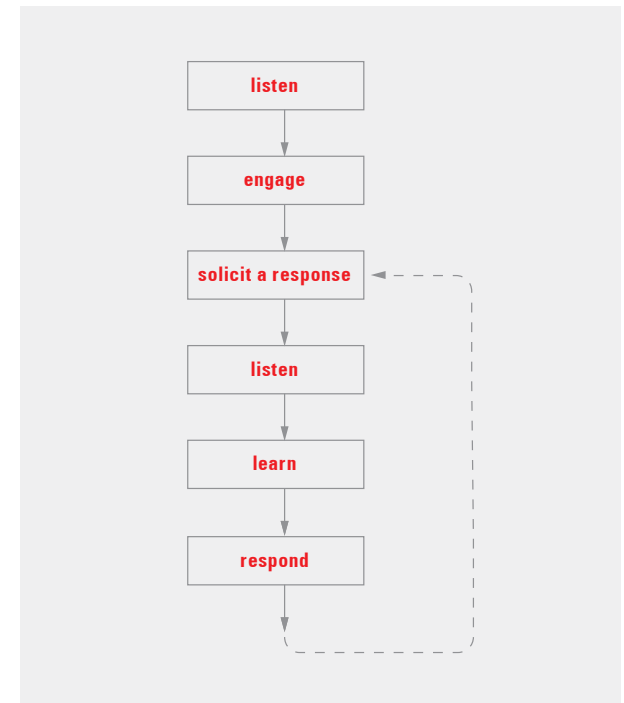 listen
engage
solicit a response
listen
learn
respond